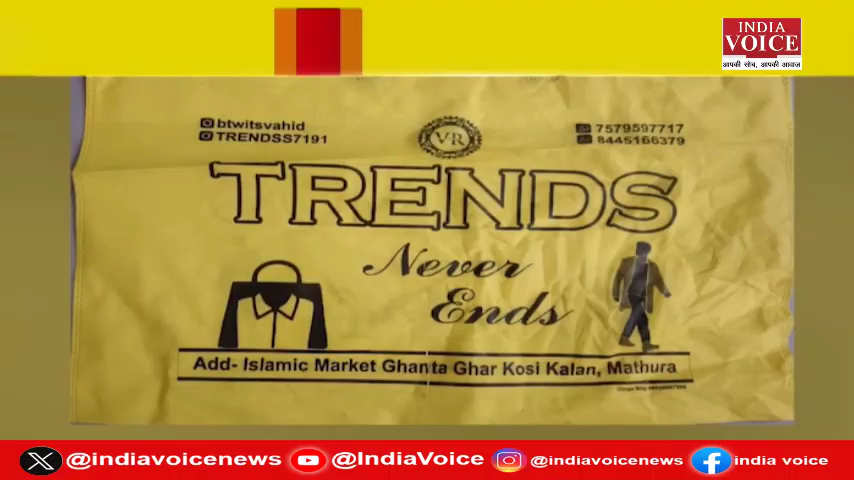 INDIA
VOICE
आपकी सोच, आपकी आवाज़
btwitsvahid
TRENDSS7191
VR
7579597717
8445166379
TRENDS
Never
Ends
Add- Islamic Market Ghanta Ghar Kosi Kalan, Mathura
@indiavoicenews @IndiaVoice @indiavoicenews india voice